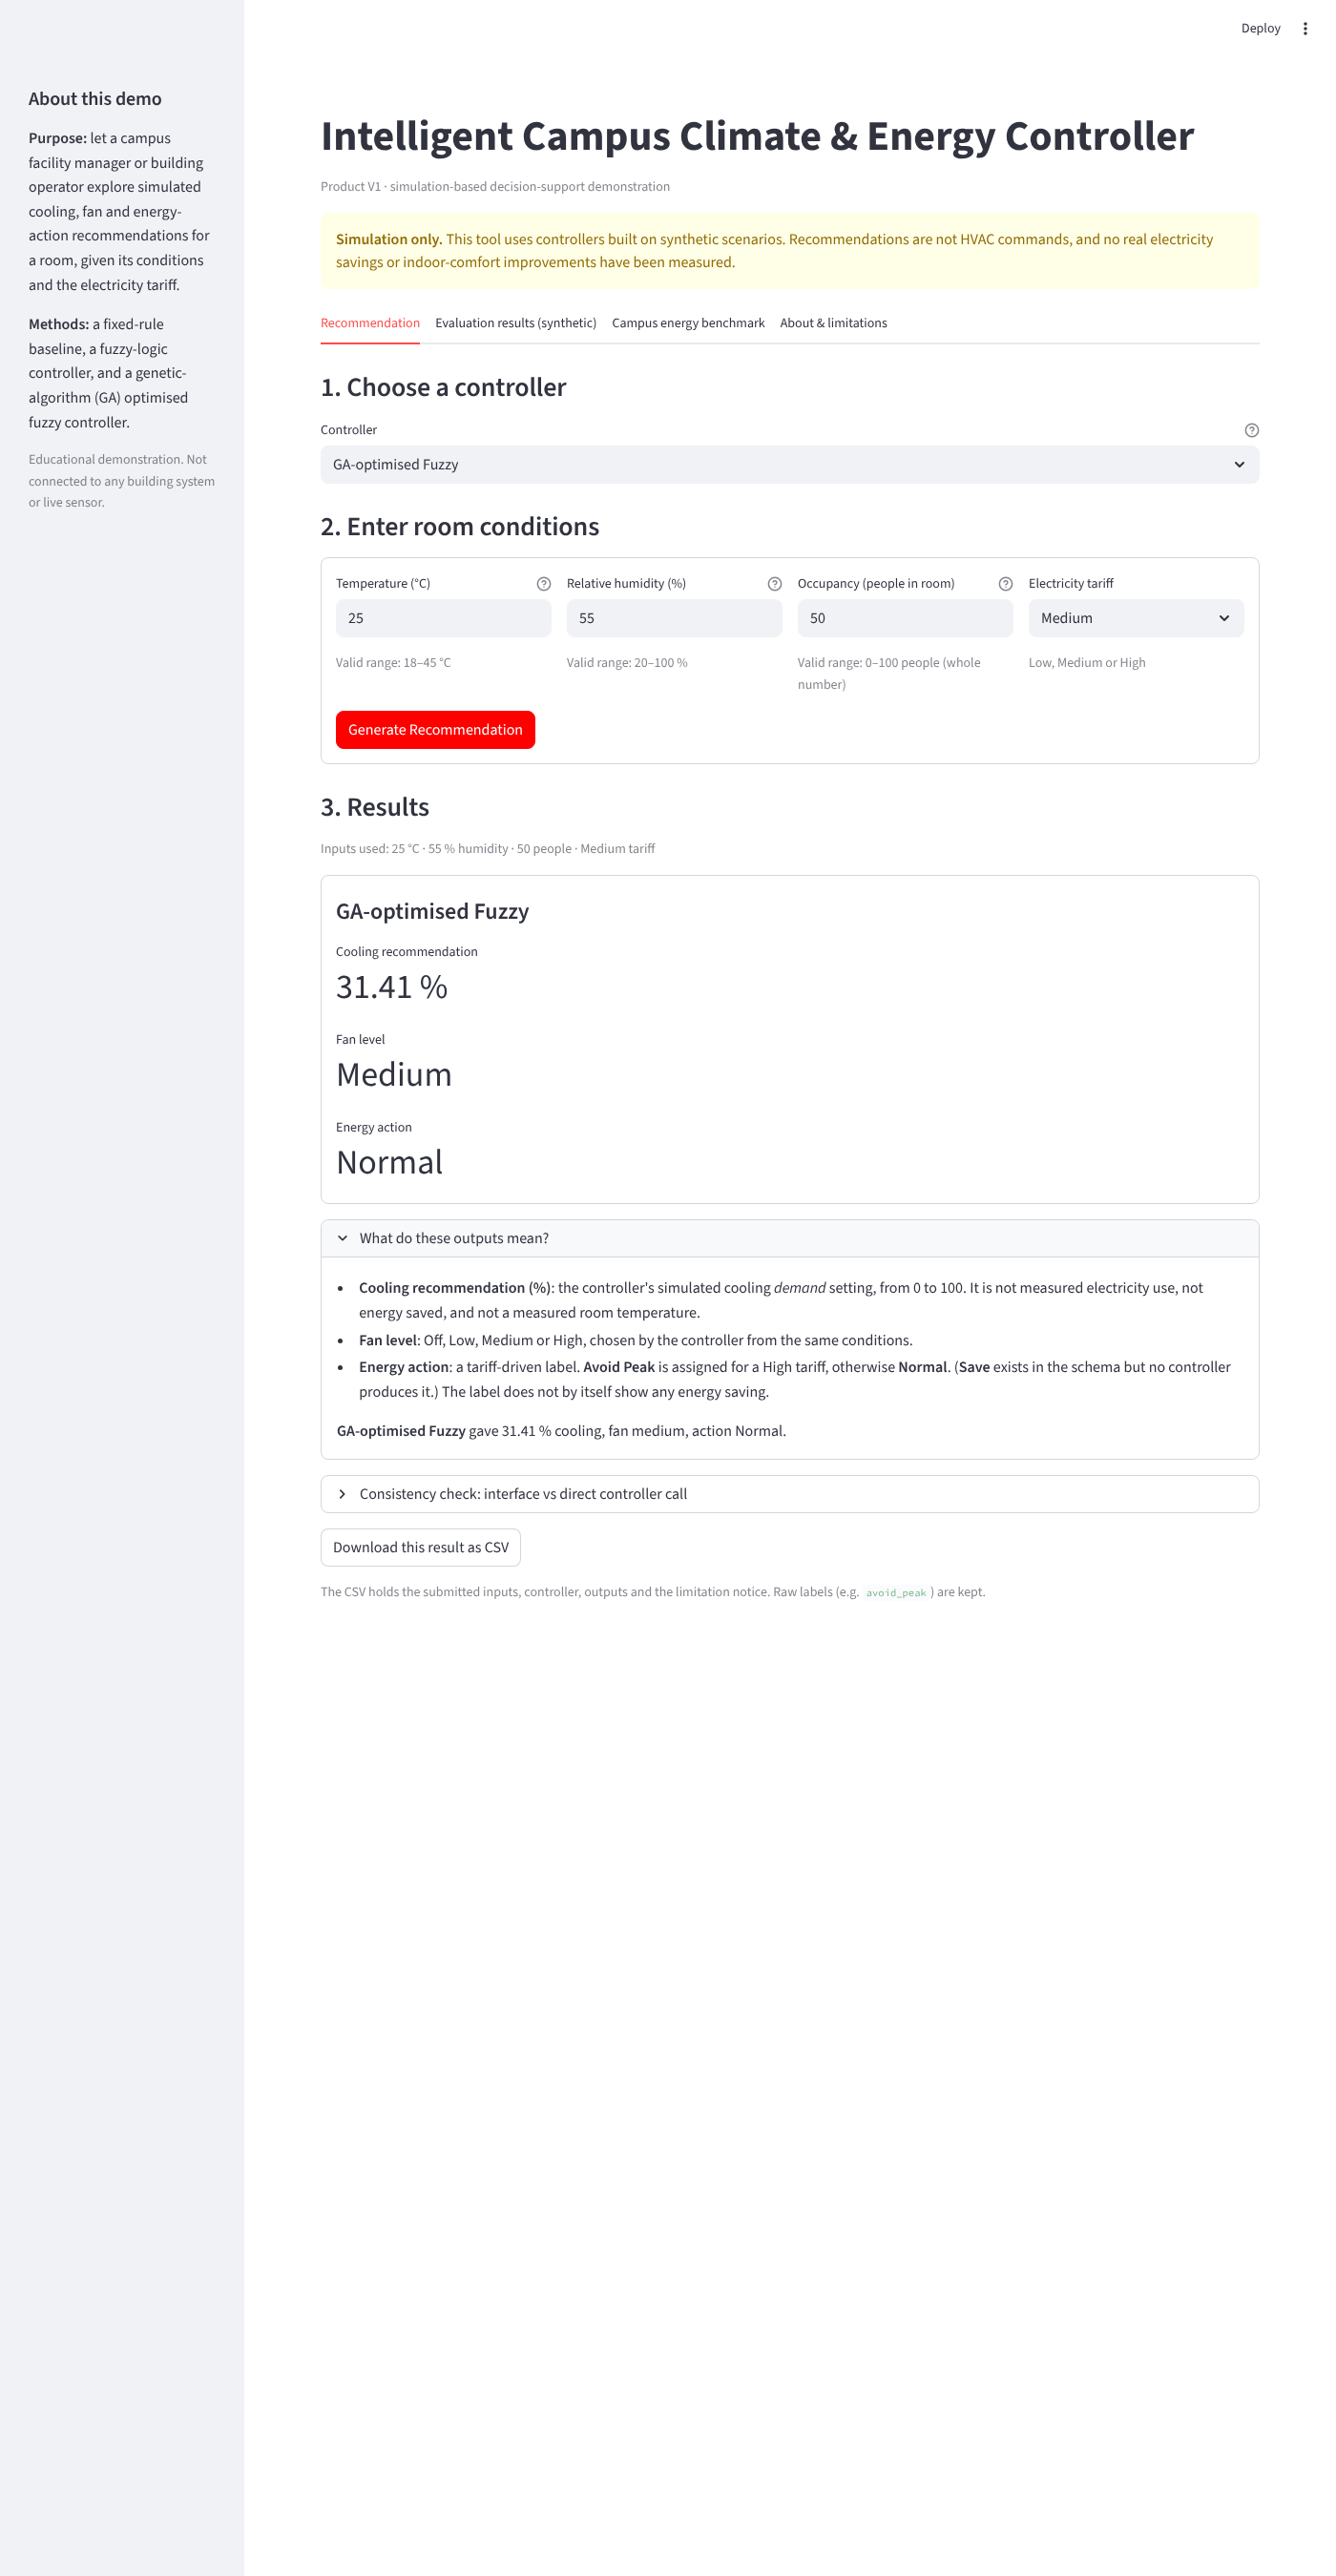 Deploy
About this demo
Purpose: let a campus
facility manager or building
operator explore simulated
cooling, fan and energy-
action recommendations for
a room, given its conditions
and the electricity tariff.
Methods: a fixed-rule
baseline, a fuzzy-logic
controller, and a genetic-
algorithm (GA) optimised
fuzzy controller.
Educational demonstration. Not
connected to any building system
or live sensor.
Intelligent Campus Climate & Energy Controller
Product V1 · simulation-based decision-support demonstration
Simulation only. This tool uses controllers built on synthetic scenarios. Recommendations are not HVAC commands, and no real electricity
savings or indoor-comfort improvements have been measured.
Recommendation Evaluation results (synthetic) Campus energy benchmark About & limitations
1. Choose a controller
Controller
GA-optimised Fuzzy
2. Enter room conditions
Temperature (°C) Relative humidity (%) Occupancy (people in room) Electricity tariff
25 55 50 Medium
Valid range: 18–45 °C Valid range: 20–100 % Valid range: 0–100 people (whole Low, Medium or High
number)
Generate Recommendation
3. Results
Inputs used: 25 °C · 55 % humidity · 50 people · Medium tariff
GA-optimised Fuzzy
Cooling recommendation
31.41 %
Fan level
Medium
Energy action
Normal
What do these outputs mean?
• Cooling recommendation (%): the controller's simulated cooling demand setting, from 0 to 100. It is not measured electricity use, not
energy saved, and not a measured room temperature.
• Fan level: Off, Low, Medium or High, chosen by the controller from the same conditions.
• Energy action: a tariff-driven label. Avoid Peak is assigned for a High tariff, otherwise Normal. (Save exists in the schema but no controller
produces it.) The label does not by itself show any energy saving.
GA-optimised Fuzzy gave 31.41 % cooling, fan medium, action Normal.
Consistency check: interface vs direct controller call
Download this result as CSV
The CSV holds the submitted inputs, controller, outputs and the limitation notice. Raw labels (e.g. avoid_peak ) are kept.